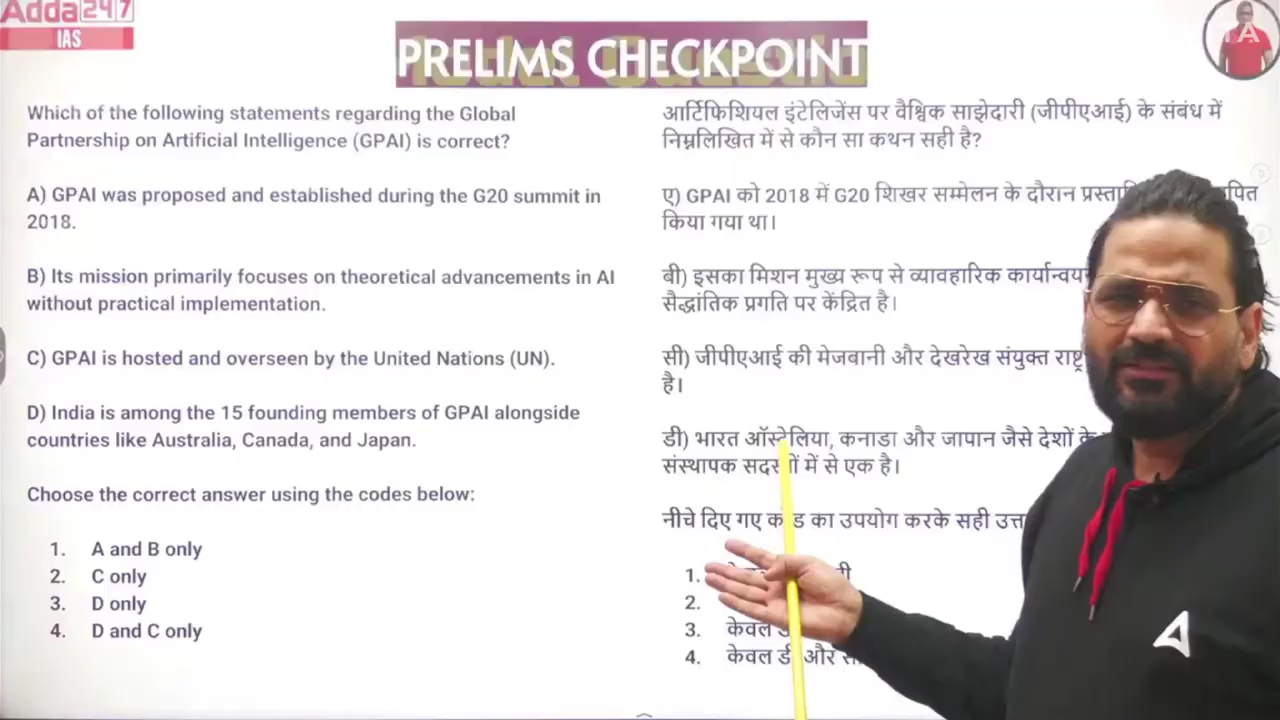 Adda247
IAS
PRELIMS CHECKPOINT
Which of the following statements regarding the Global
Partnership on Artificial Intelligence (GPAI) is correct?
A) GPAI was proposed and established during the G20 summit in
2018.
B) Its mission primarily focuses on theoretical advancements in AI
without practical implementation.
C) GPAI is hosted and overseen by the United Nations (UN).
D) India is among the 15 founding members of GPAI alongside
countries like Australia, Canada, and Japan.
Choose the correct answer using the codes below:
1. A and B only
2. C only
3. D only
4. D and C only
आर्टिफिशियल इंटेलिजेंस पर वैश्विक साझेदारी (जीपीएआई) के संबंध में
निम्नलिखित में से कौन सा कथन सही है?
ए) GPAI को 2018 में G20 शिखर सम्मेलन के दौरान
किया गया था।
बी) इसका मिशन मुख्य रूप से व्यावहारिक
सैद्धांतिक प्रगति पर केंद्रित है।
सी) जीपीएआई की मेजबानी और देखरेख संयुक्त
है।
डी) भारत ऑस्ट्रेलिया, कनाडा और जापान जैसे देशों
संस्थापक सदस्यों में से एक है।
नीचे दिए गए कोड का उपयोग करके सही
1.
2.
3. केवल
4. केवल डी और